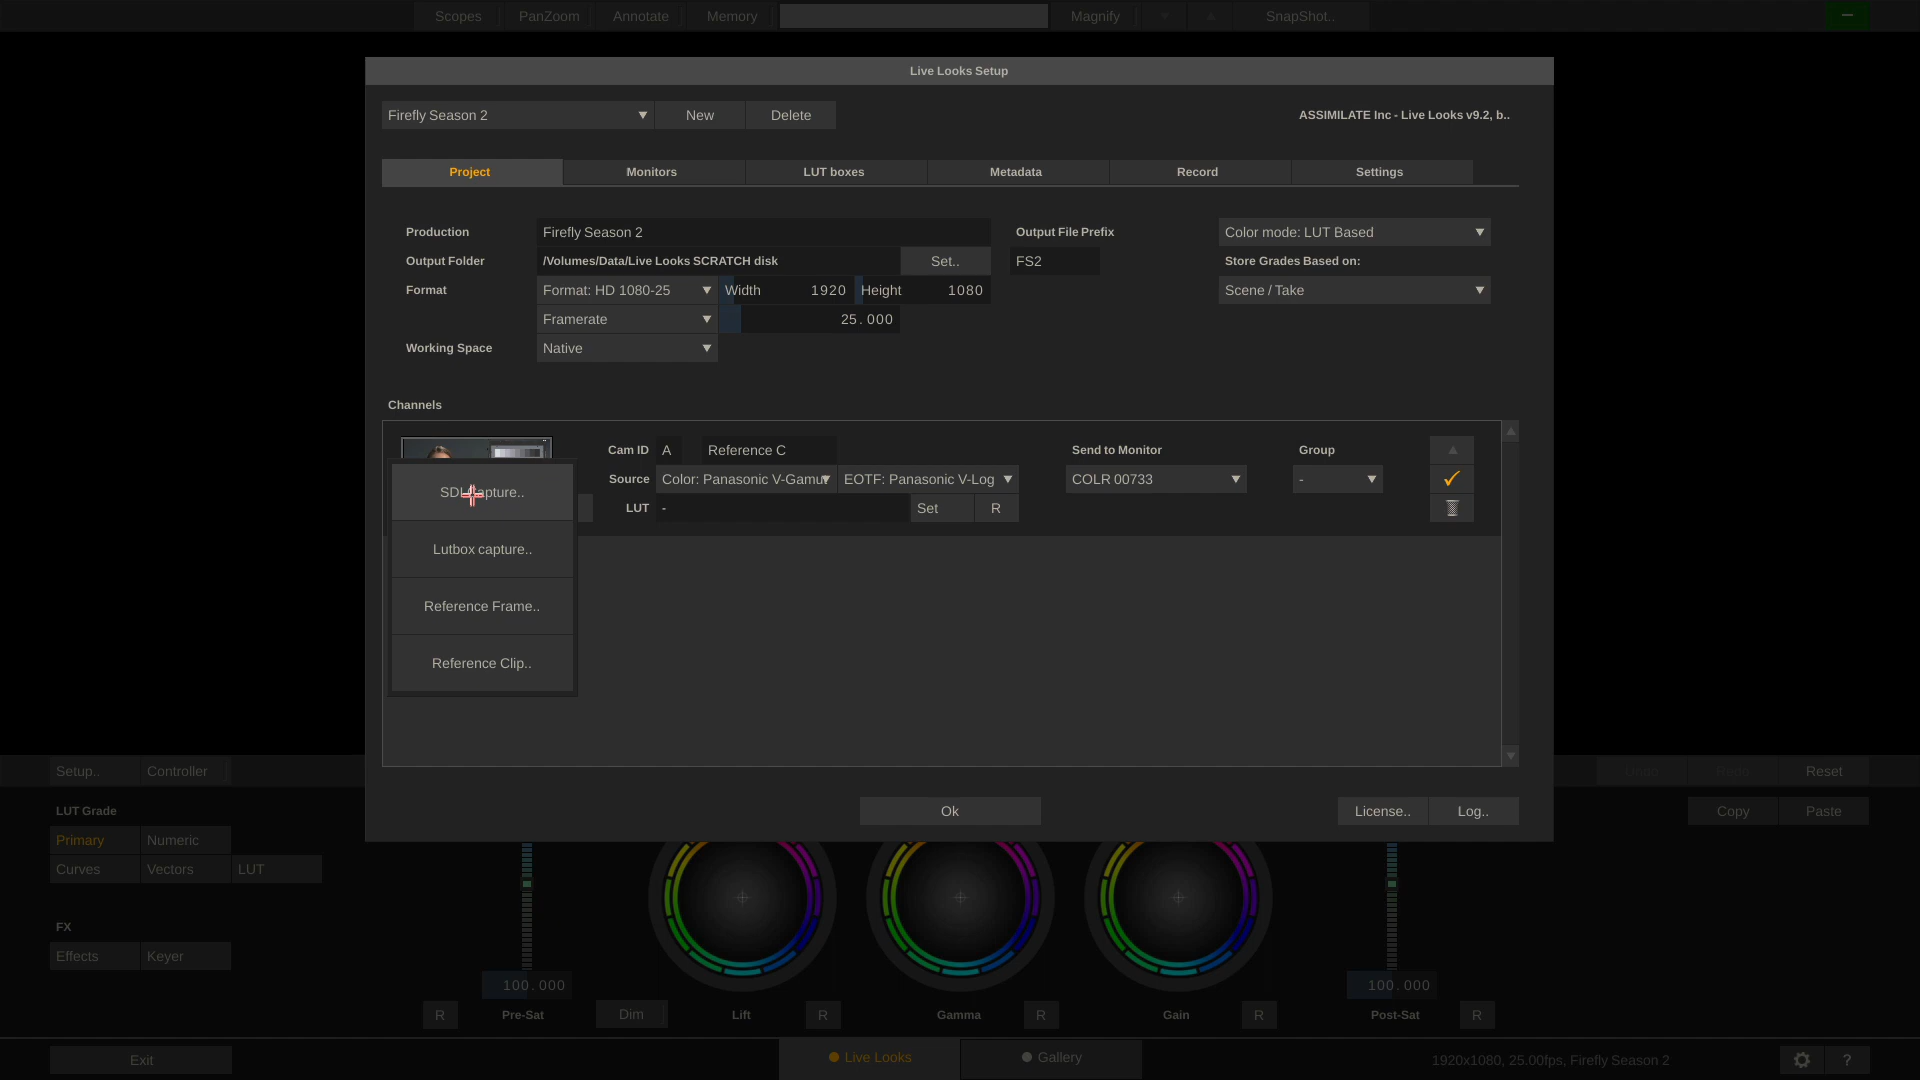 Scopes PanZoom Annotate Memory Magnify SnapShot..
Live Looks Setup
Firefly Season 2 New Delete ASSIMILATE Inc - Live Looks v9.2, b..
Project Monitors LUT boxes Metadata Record Settings
Production Firefly Season 2 Output File Prefix Color mode: LUT Based
Output Folder /Volumes/Data/Live Looks SCRATCH disk Set.. FS2 Store Grades Based on:
Format Format: HD 1080-25 Width 1920 Height 1080 Scene / Take
Framerate 25.000
Working Space Native
Channels
Cam ID A Reference C Send to Monitor Group
Source Color: Panasonic V-Gamu EOTF: Panasonic V-Log COLR 00733 -
LUT - Set R
SDI Capture..
Lutbox capture..
Reference Frame..
Reference Clip..
Setup.. Controller Undo Redo Reset
Ok License.. Log.. Copy Paste
LUT Grade
Primary Numeric
Curves Vectors LUT
FX
Effects Keyer
100.000 100.000
R Pre-Sat Dim Lift R Gamma R Gain R Post-Sat R
Exit Live Looks Gallery 1920x1080, 25.00fps, Firefly Season 2 ?